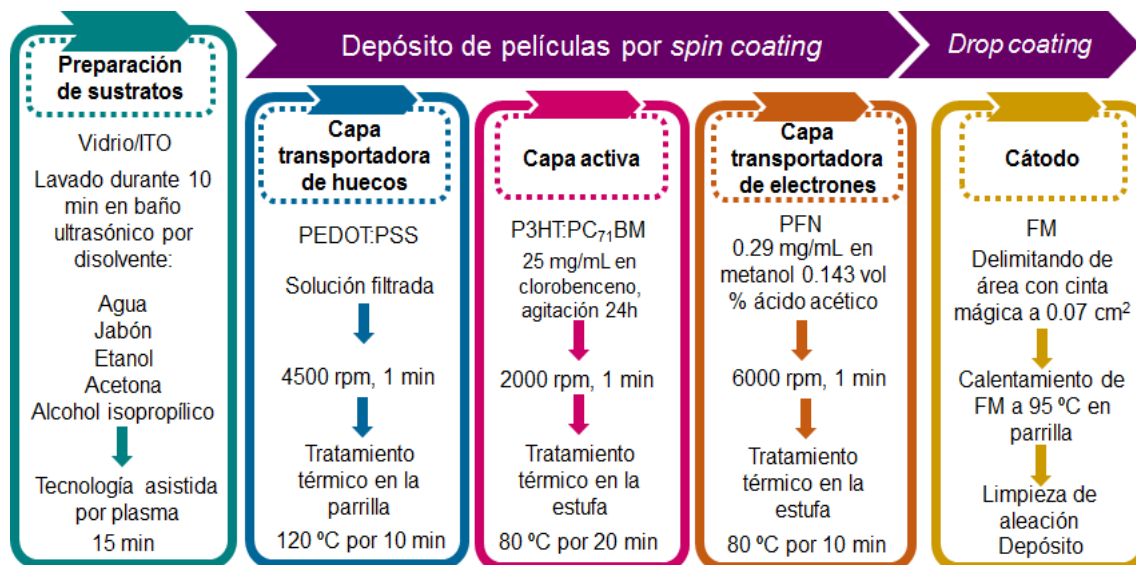 Depósito de películas por spin coating
Drop coating
Preparación
de sustratos
Vidrio/ITO
Lavado durante 10
min en baño
ultrasónico por
disolvente:
Agua
Jabón
Etanol
Acetona
Alcohol isopropílico
Tecnología asistida
por plasma
15 min
Capa
transportadora
de huecos
PEDOT:PSS
Solución filtrada
4500 rpm, 1 min
Tratamiento
térmico en la
parrilla
120 ºC por 10 min
Capa activa
P3HT:PC₇₁BM
25 mg/mL en
clorobenceno,
agitación 24h
2000 rpm, 1 min
Tratamiento
térmico en la
estufa
80 ºC por 20 min
Capa
transportadora
de electrones
PFN
0.29 mg/mL en
metanol 0.143 vol
% ácido acético
6000 rpm, 1 min
Tratamiento
térmico en la
estufa
80 ºC por 10 min
Cátodo
FM
Delimitando de
área con cinta
mágica a 0.07 cm²
Calentamiento de
FM a 95 ºC en
parrilla
Limpieza de
aleación
Depósito